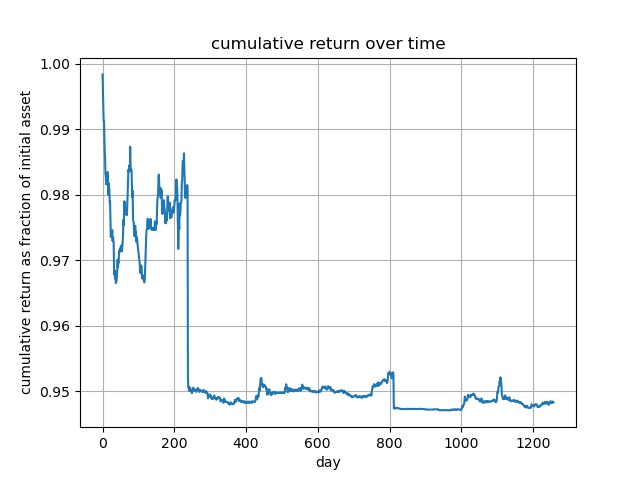 cumulative return over time
cumulative return as fraction of initial asset
1.00
0.99
0.98
0.97
0.96
0.95
0 200 400 600 800 1000 1200
day